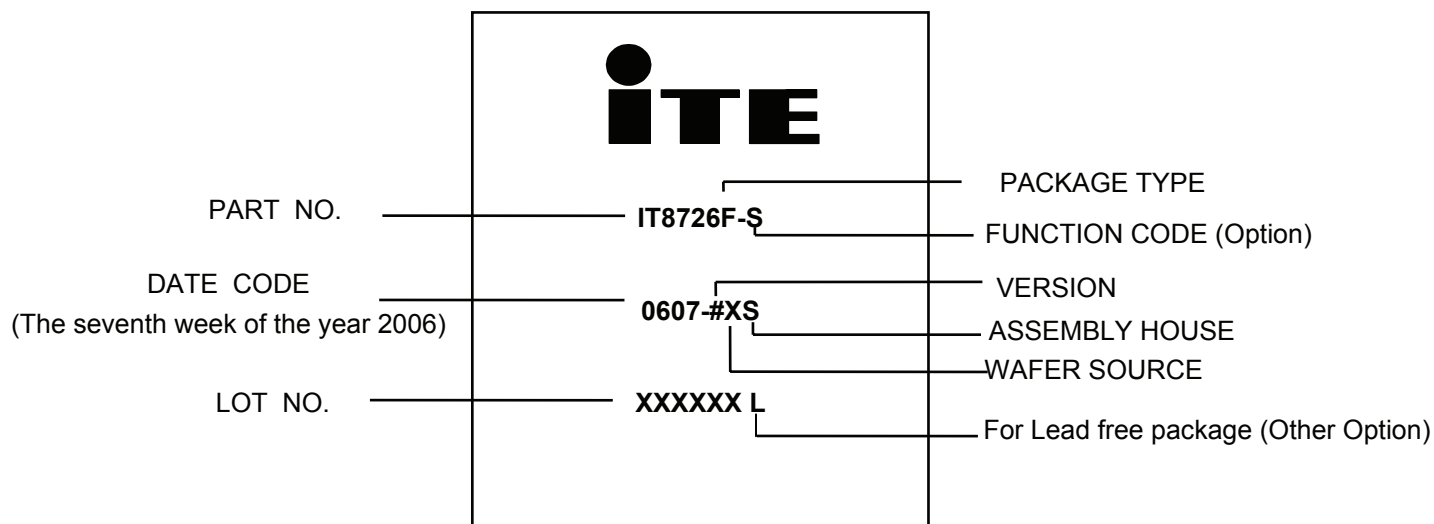 iTE
PACKAGE TYPE
PART NO.
IT8726F-S
FUNCTION CODE (Option)
DATE CODE
VERSION
0607-#XS
(The seventh week of the year 2006)
ASSEMBLY HOUSE
WAFER SOURCE
LOT NO.
XXXXXX L
For Lead free package (Other Option)